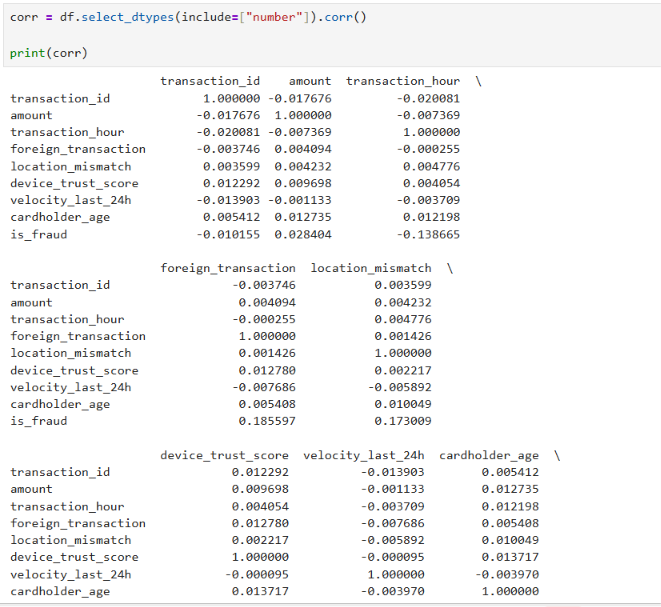 corr = df.select_dtypes(include=["number"]).corr()
print(corr)
transaction_id amount transaction_hour \
transaction_id 1.000000 -0.017676 -0.020081
amount -0.017676 1.000000 -0.007369
transaction_hour -0.020081 -0.007369 1.000000
foreign_transaction -0.003746 0.004094 -0.000255
location_mismatch 0.003599 0.004232 0.004776
device_trust_score 0.012292 0.009698 0.004054
velocity_last_24h -0.013903 -0.001133 -0.003709
cardholder_age 0.005412 0.012735 0.012198
is_fraud -0.010155 0.028404 -0.138665
foreign_transaction location_mismatch \
transaction_id -0.003746 0.003599
amount 0.004094 0.004232
transaction_hour -0.000255 0.004776
foreign_transaction 1.000000 0.001426
location_mismatch 0.001426 1.000000
device_trust_score 0.012780 0.002217
velocity_last_24h -0.007686 -0.005892
cardholder_age 0.005408 0.010049
is_fraud 0.185597 0.173009
device_trust_score velocity_last_24h cardholder_age \
transaction_id 0.012292 -0.013903 0.005412
amount 0.009698 -0.001133 0.012735
transaction_hour 0.004054 -0.003709 0.012198
foreign_transaction 0.012780 -0.007686 0.005408
location_mismatch 0.002217 -0.005892 0.010049
device_trust_score 1.000000 -0.000095 0.013717
velocity_last_24h -0.000095 1.000000 -0.003970
cardholder_age 0.013717 -0.003970 1.000000